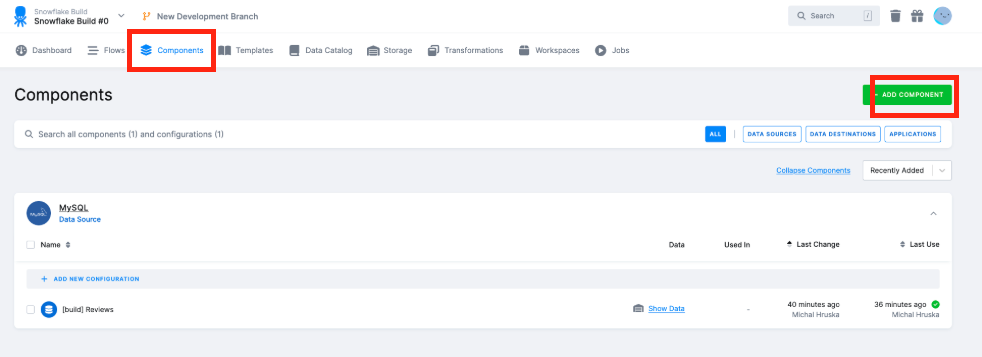 Snowflake Build
Snowflake Build #0
New Development Branch
Search /
Dashboard Flows Components Templates Data Catalog Storage Transformations Workspaces Jobs
Components
ADD COMPONENT
Search all components (1) and configurations (1)
ALL DATA SOURCES DATA DESTINATIONS APPLICATIONS
Collapse Components Recently Added
MySQL
Data Source
Name Data Used In Last Change Last Use
+ ADD NEW CONFIGURATION
[build] Reviews Show Data - 40 minutes ago 36 minutes ago
Michal Hruska Michal Hruska